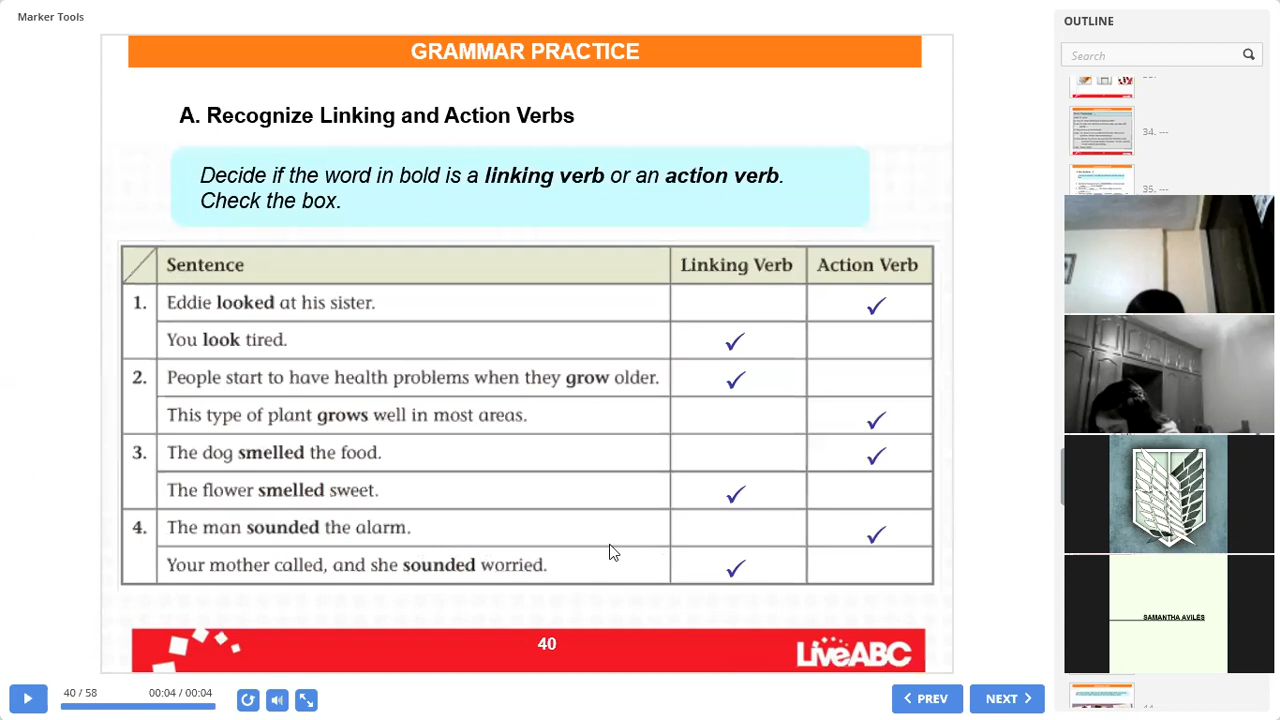 Marker Tools
OUTLINE
Search
GRAMMAR PRACTICE
A. Recognize Linking and Action Verbs
Decide if the word in bold is a linking verb or an action verb.
Check the box.
Sentence Linking Verb Action Verb
1. Eddie looked at his sister. ✓
You look tired. ✓
2. People start to have health problems when they grow older. ✓
This type of plant grows well in most areas. ✓
3. The dog smelled the food. ✓
The flower smelled sweet. ✓
4. The man sounded the alarm. ✓
Your mother called, and she sounded worried. ✓
40
LiveABC
34. ---
35. ---
SAMANTHA AVILÉS
40 / 58
00:04 / 00:04
PREV
NEXT